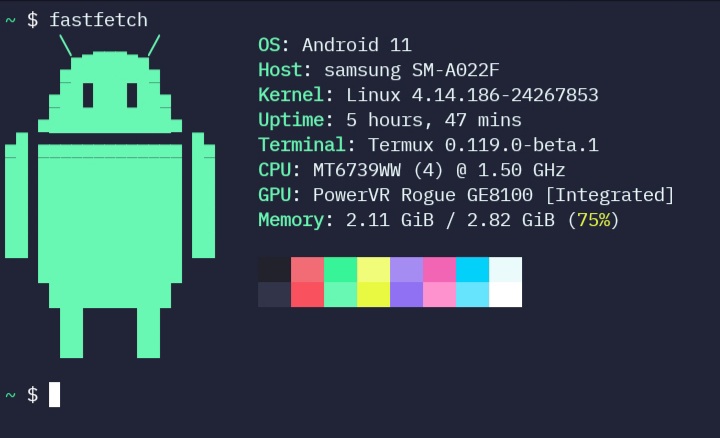 ~ $ fastfetch
OS: Android 11
Host: samsung SM-A022F
Kernel: Linux 4.14.186-24267853
Uptime: 5 hours, 47 mins
Terminal: Termux 0.119.0-beta.1
CPU: MT6739WW (4) @ 1.50 GHz
GPU: PowerVR Rogue GE8100 [Integrated]
Memory: 2.11 GiB / 2.82 GiB (75%)
~ $